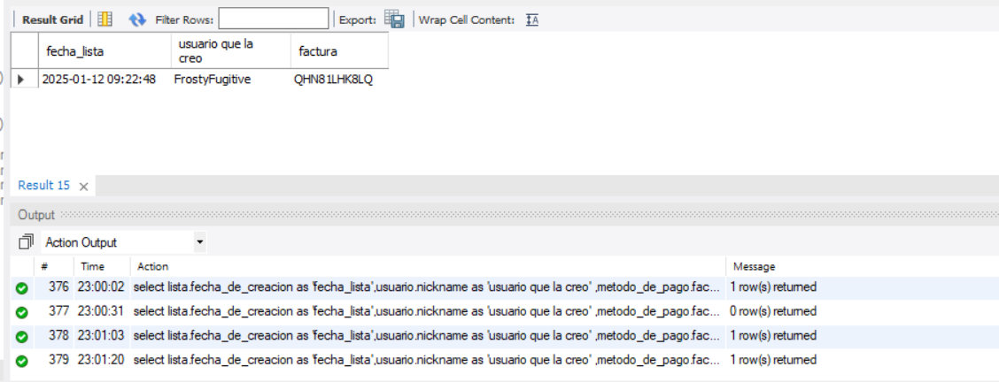 Result Grid Filter Rows: Export: Wrap Cell Content:
fecha_lista usuario que la creo factura
2025-01-12 09:22:48 FrostyFugitive QHN81LHK8LQ
Result 15
Output
Action Output
# Time Action Message
376 23:00:02 select lista.fecha_de_creacion as 'fecha_lista',usuario.nickname as 'usuario que la creo' ,metodo_de_pago.fac... 1 row(s) returned
377 23:00:31 select lista.fecha_de_creacion as 'fecha_lista',usuario.nickname as 'usuario que la creo' ,metodo_de_pago.fac... 0 row(s) returned
378 23:01:03 select lista.fecha_de_creacion as 'fecha_lista',usuario.nickname as 'usuario que la creo' ,metodo_de_pago.fac... 1 row(s) returned
379 23:01:20 select lista.fecha_de_creacion as 'fecha_lista',usuario.nickname as 'usuario que la creo' ,metodo_de_pago.fac... 1 row(s) returned